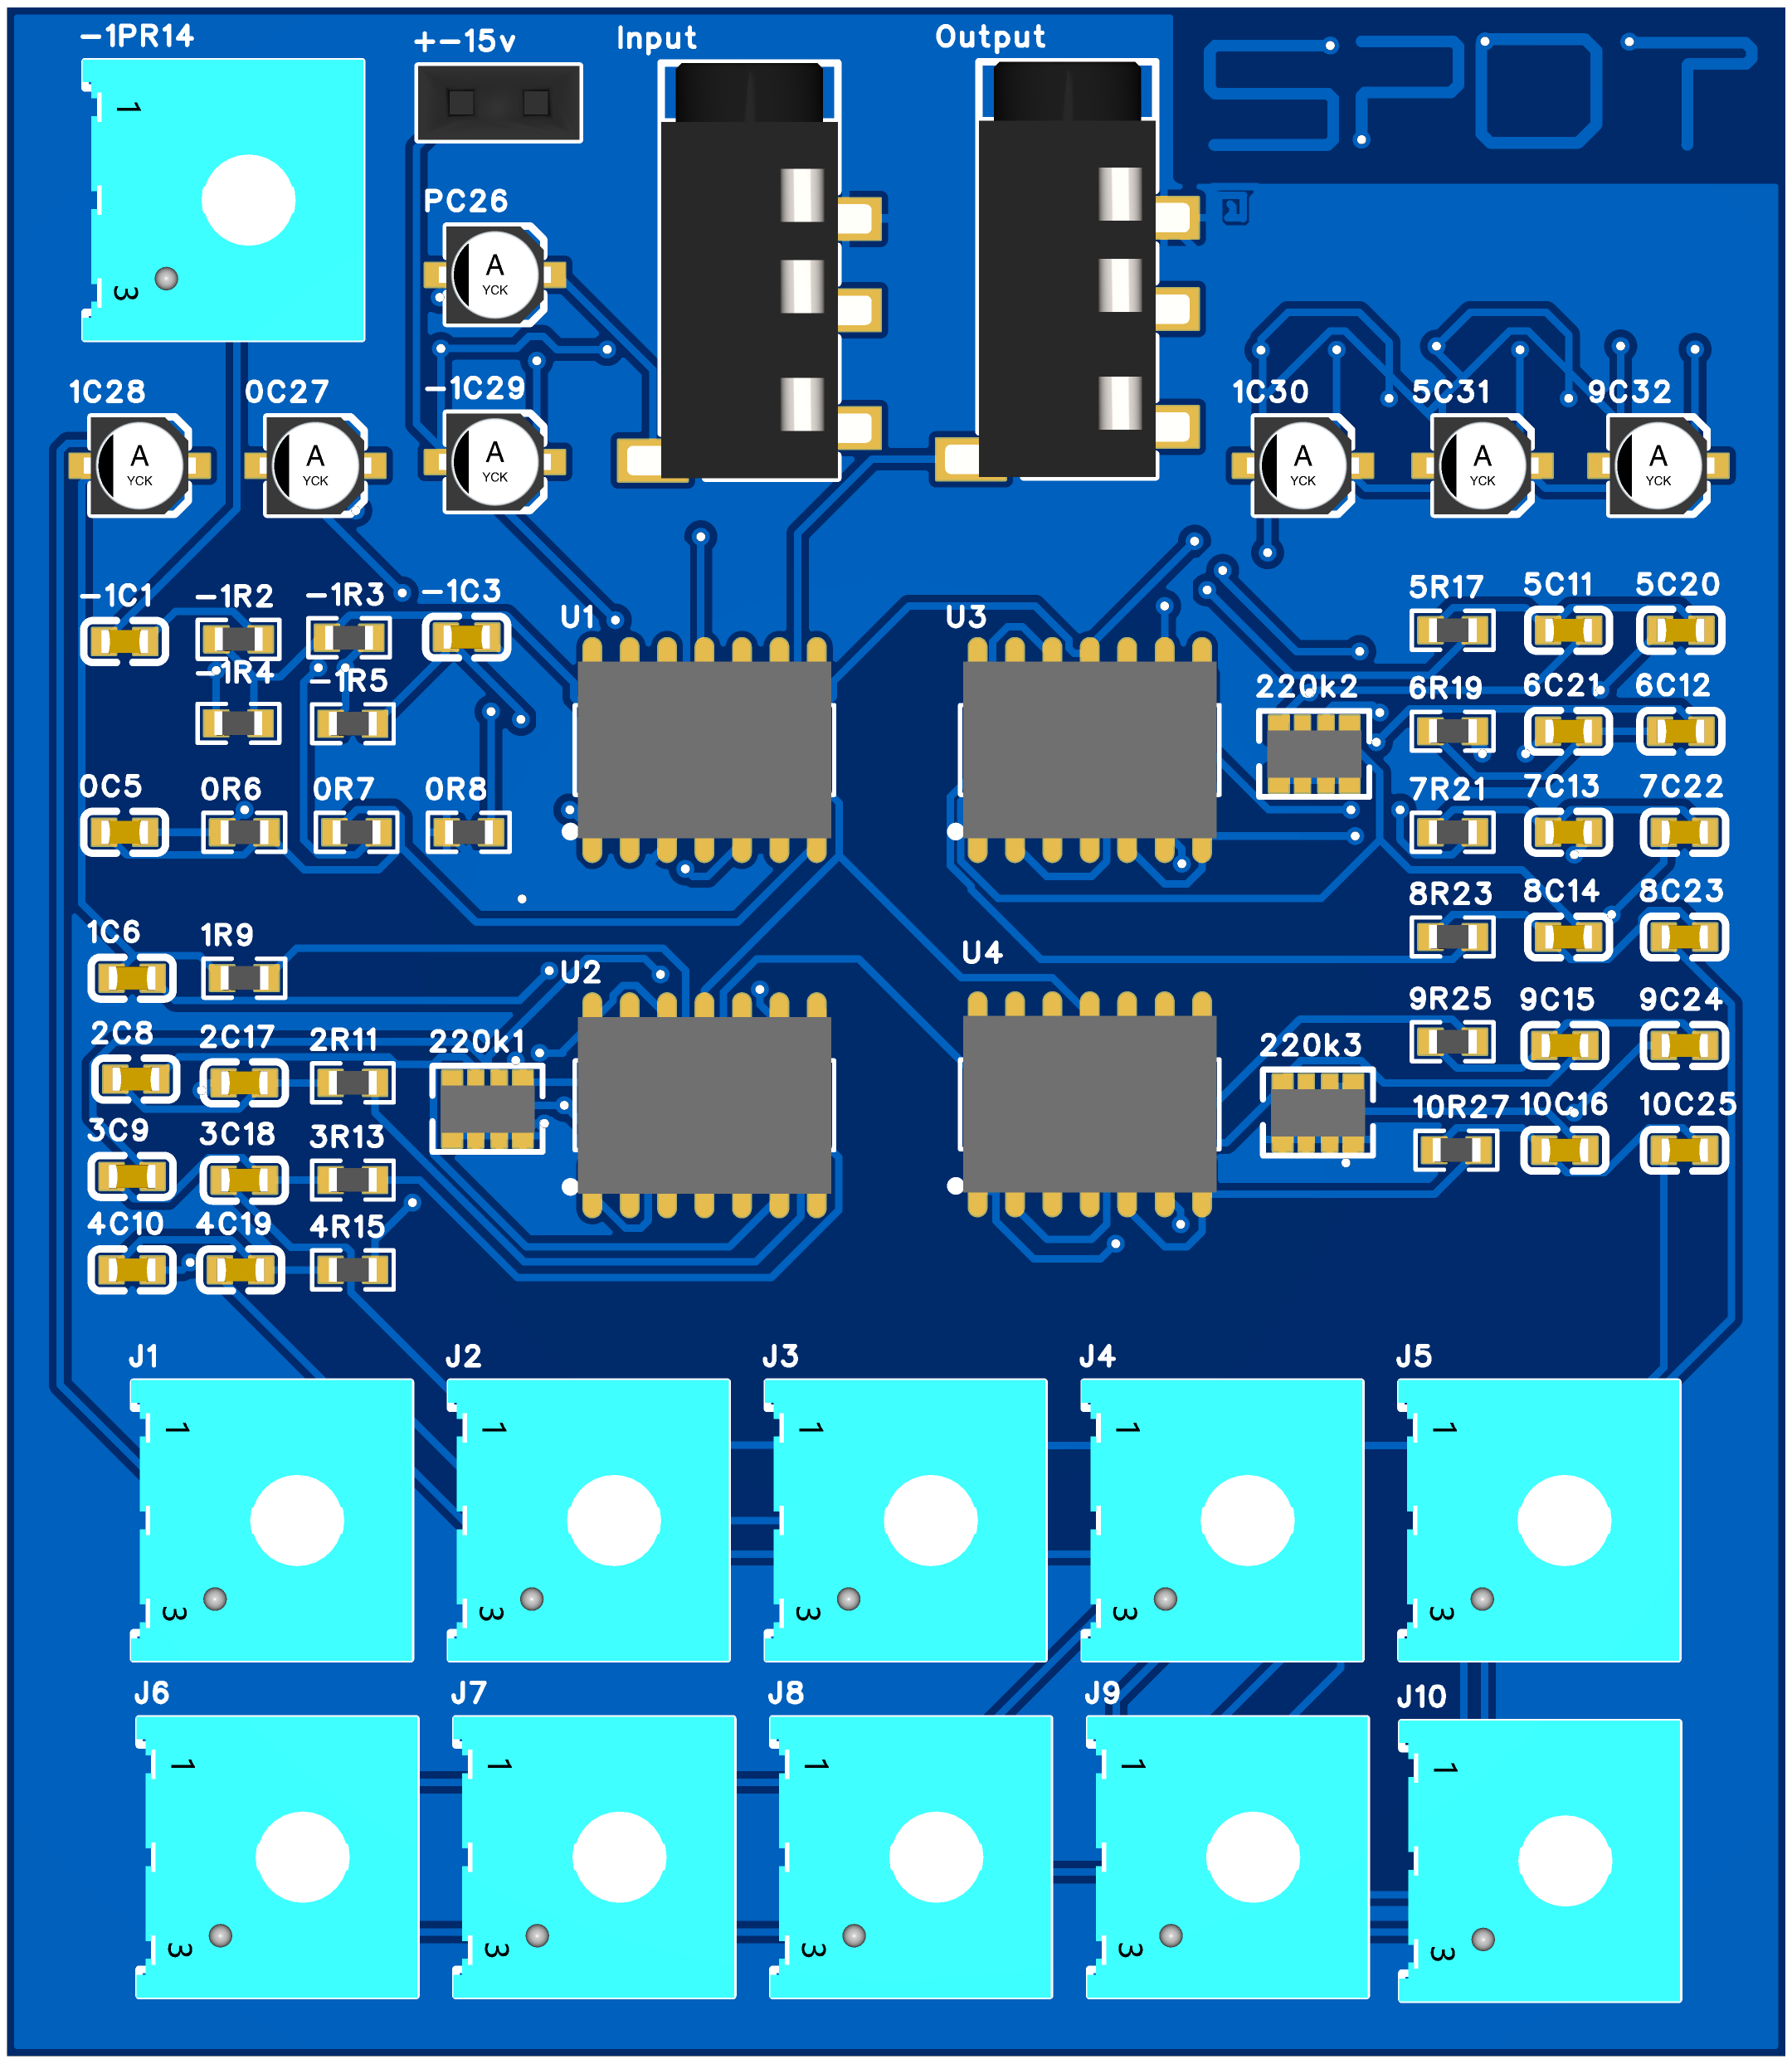 -1PR14 +-15v Input Output SPOT
1
3
PC26
A
YCK
1C28 0C27 -1C29 1C30 5C31 9C32
A A A A A A
YCK YCK YCK YCK YCK YCK
-1C1 -1R2 -1R3 -1C3 U1 U3 5R17 5C11 5C20
-1R4 -1R5 220k2 6R19 6C21 6C12
0C5 0R6 0R7 0R8 7R21 7C13 7C22
8R23 8C14 8C23
1C6 1R9 U2 U4
2C8 2C17 2R11 220k1 220k3 9R25 9C15 9C24
3C9 3C18 3R13 10R27 10C16 10C25
4C10 4C19 4R15
J1 J2 J3 J4 J5
1 1 1 1 1
3 3 3 3 3
J6 J7 J8 J9 J10
1 1 1 1 1
3 3 3 3 3